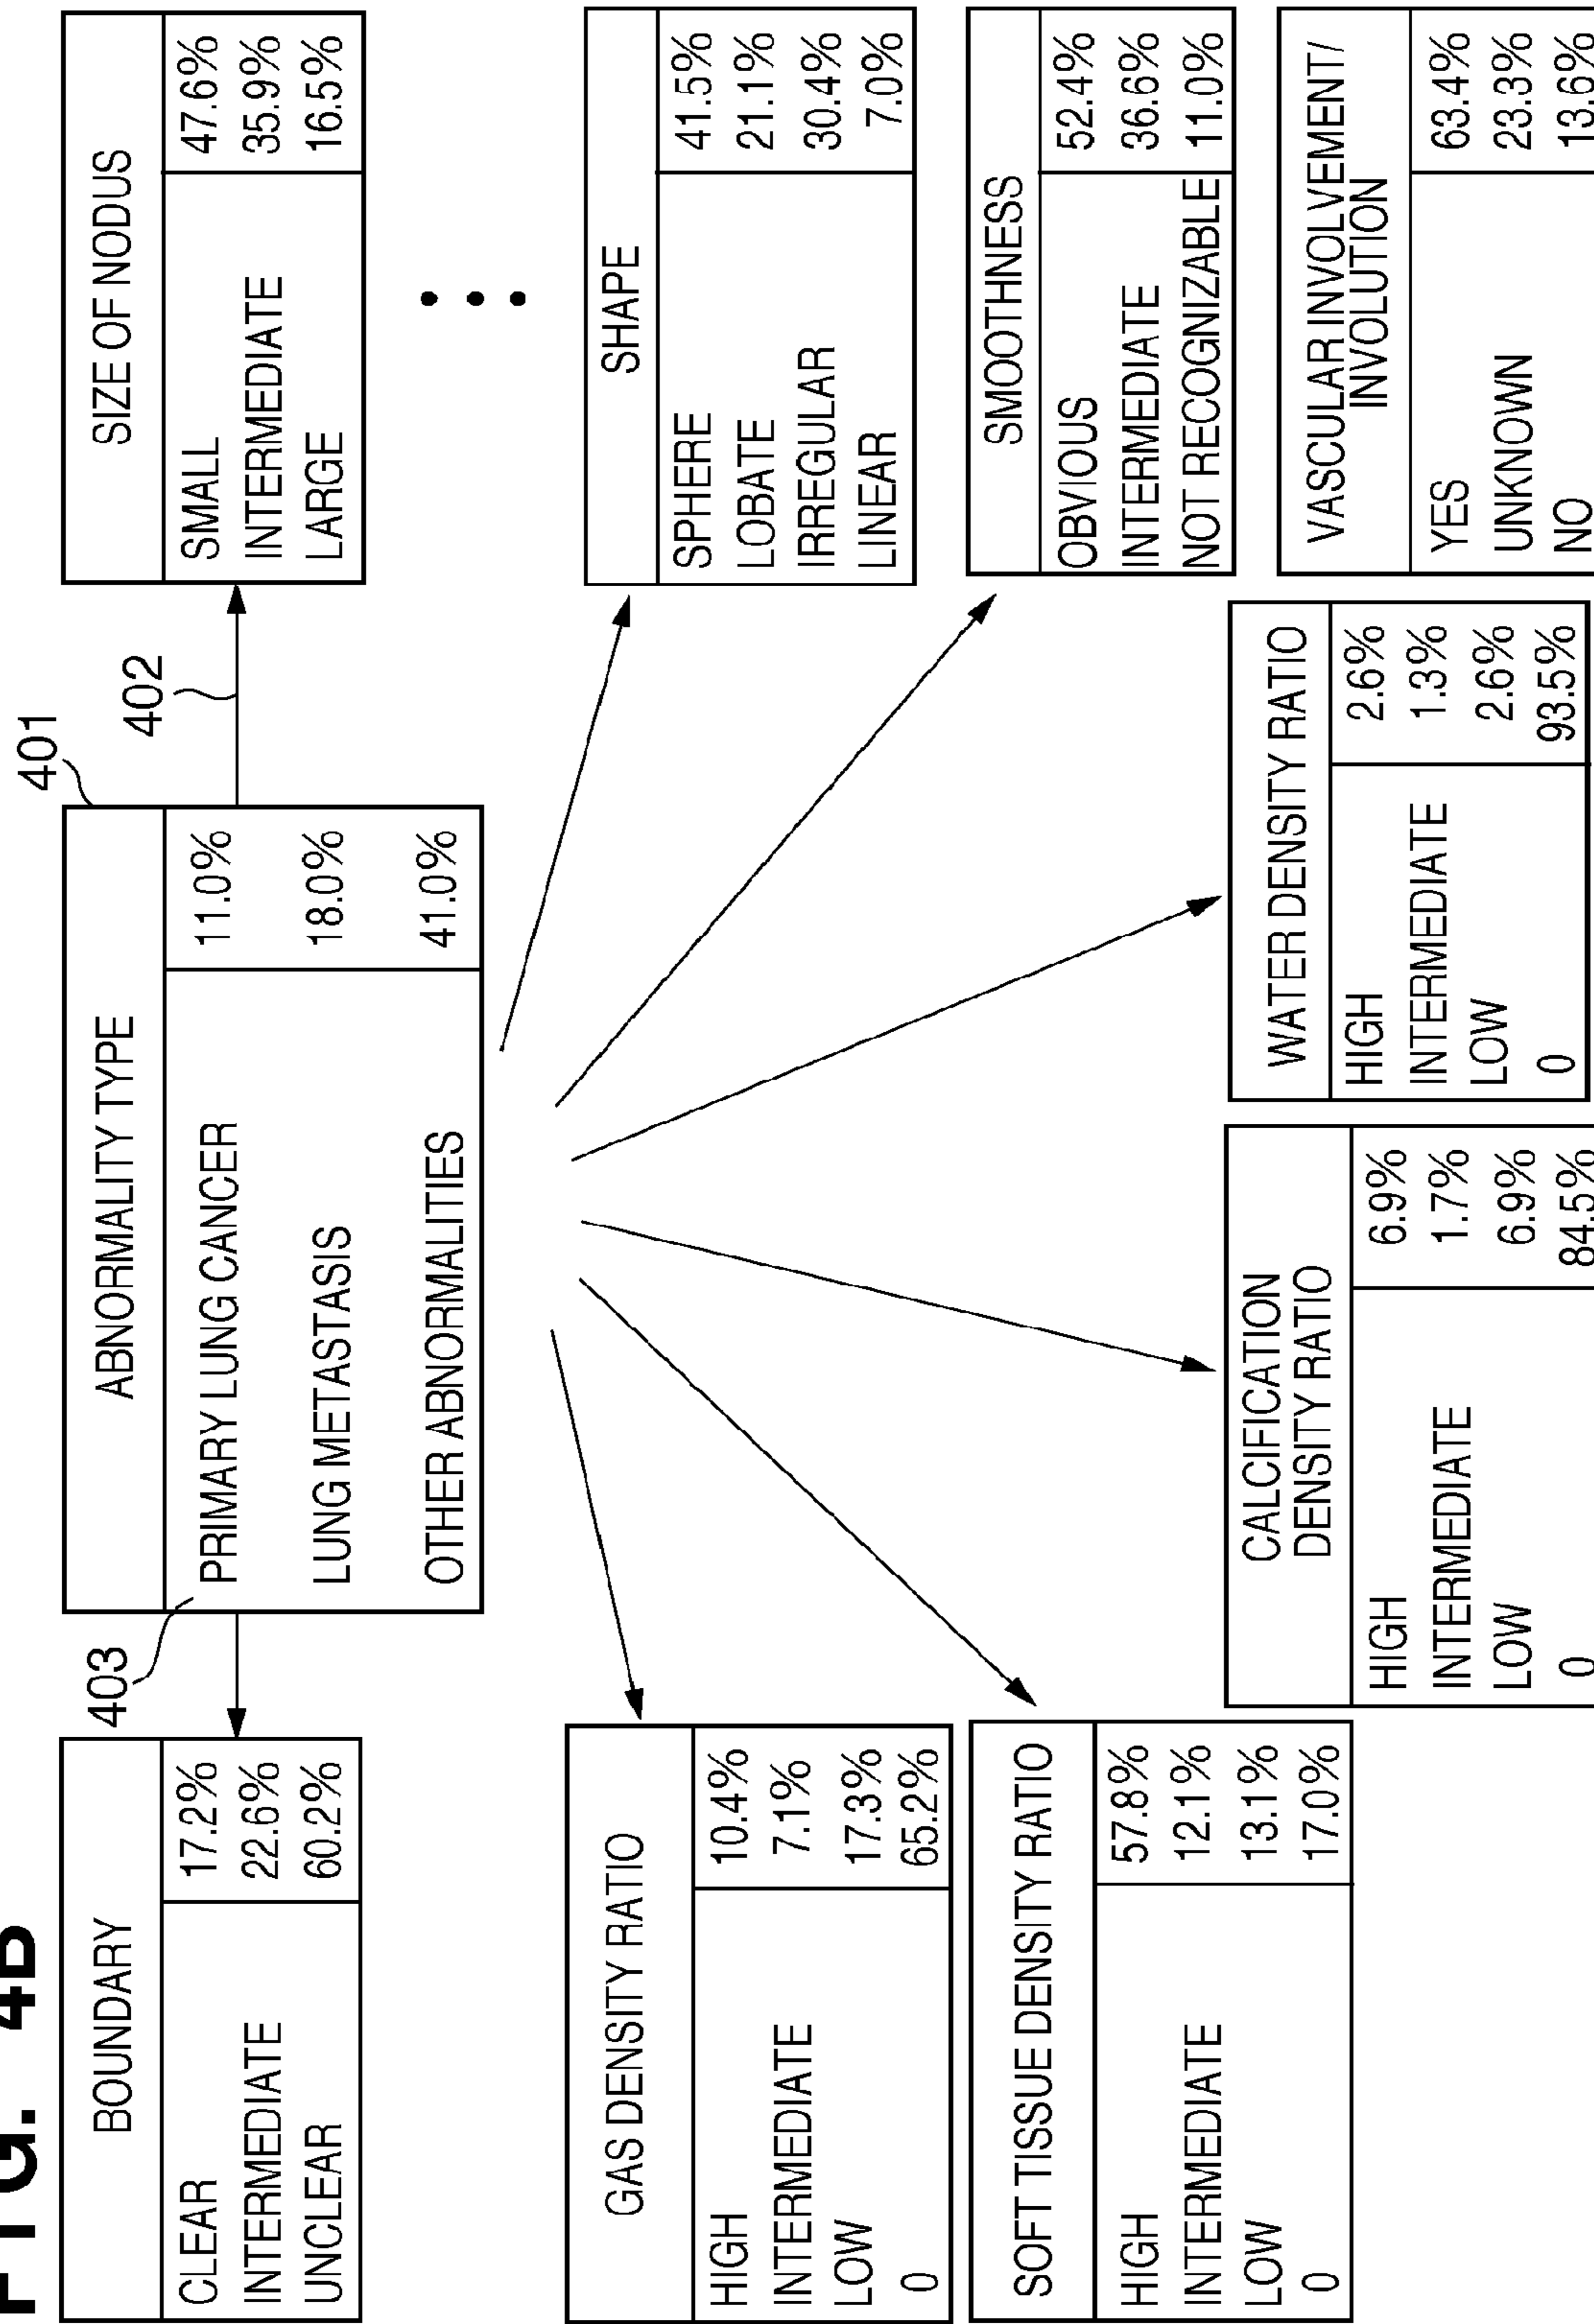 FIG. 4B
BOUNDARY
CLEAR 17.2%
INTERMEDIATE 22.6%
UNCLEAR 60.2%
403
ABNORMALITY TYPE
PRIMARY LUNG CANCER 11.0%
LUNG METASTASIS 18.0%
OTHER ABNORMALITIES 41.0%
401
402
SIZE OF NODUS
SMALL 47.6%
INTERMEDIATE 35.9%
LARGE 16.5%
GAS DENSITY RATIO
HIGH 10.4%
INTERMEDIATE 7.1%
LOW 17.3%
0 65.2%
SHAPE
SPHERE 41.5%
LOBATE 21.1%
IRREGULAR 30.4%
LINEAR 7.0%
SOFT TISSUE DENSITY RATIO
HIGH 57.8%
INTERMEDIATE 12.1%
LOW 13.1%
0 17.0%
SMOOTHNESS
OBVIOUS 52.4%
INTERMEDIATE 36.6%
NOT RECOGNIZABLE 11.0%
CALCIFICATION
DENSITY RATIO
HIGH 6.9%
INTERMEDIATE 1.7%
LOW 6.9%
0 84.5%
WATER DENSITY RATIO
HIGH 2.6%
INTERMEDIATE 1.3%
LOW 2.6%
0 93.5%
VASCULAR INVOLVEMENT/
INVOLUTION
YES 63.4%
UNKNOWN 23.3%
NO 13.6%